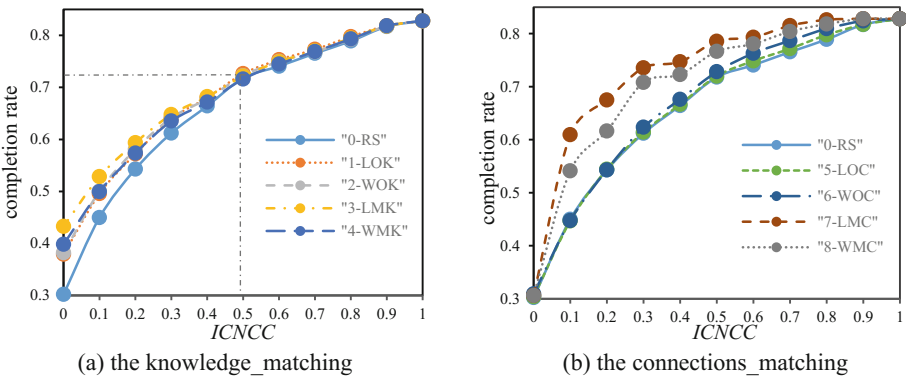 completion rate
0.8
0.7
0.6
0.5
0.4
0.3
"0-RS"
"1-LOK"
"2-WOK"
"3-LMK"
"4-WMK"
0 0.1 0.2 0.3 0.4 0.5 0.6 0.7 0.8 0.9 1
ICNCC
(a) the knowledge_matching
completion rate
0.8
0.7
0.6
0.5
0.4
0.3
"0-RS"
"5-LOC"
"6-WOC"
"7-LMC"
"8-WMC"
0 0.1 0.2 0.3 0.4 0.5 0.6 0.7 0.8 0.9 1
ICNCC
(b) the connections_matching